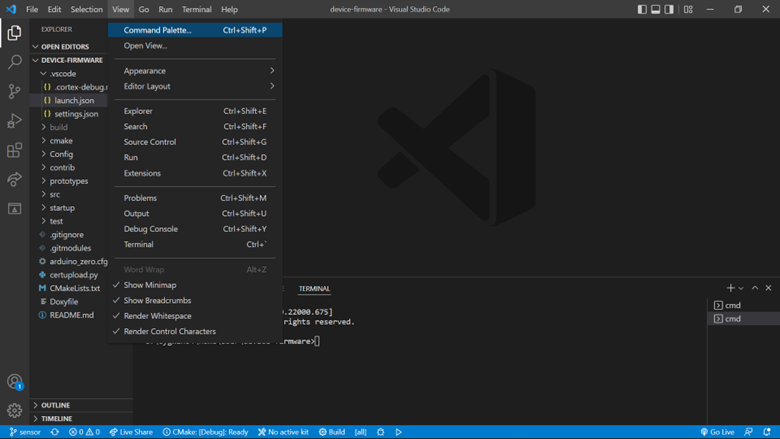 File Edit Selection View Go Run Terminal Help
device-firmware - Visual Studio Code
EXPLORER
OPEN EDITORS
DEVICE-FIRMWARE
.vscode
.cortex-debug.
launch.json
settings.json
build
cmake
Config
contrib
prototypes
src
startup
test
.gitignore
.gitmodules
arduino_zero.cfg
certupload.py
CMakeLists.txt
Doxyfile
README.md
OUTLINE
TIMELINE
Command Palette... Ctrl+Shift+P
Open View...
Appearance
Editor Layout
Explorer Ctrl+Shift+E
Search Ctrl+Shift+F
Source Control Ctrl+Shift+G
Run Ctrl+Shift+D
Extensions Ctrl+Shift+X
Problems Ctrl+Shift+M
Output Ctrl+Shift+U
Debug Console Ctrl+Shift+Y
Terminal Ctrl+`
Word Wrap Alt+Z
Show Minimap
Show Breadcrumbs
Render Whitespace
Render Control Characters
TERMINAL
0.22000.675]
ights reserved.
cmd
cmd
1
sensor 0 0 Live Share CMake: [Debug]: Ready No active kit Build [all] Go Live